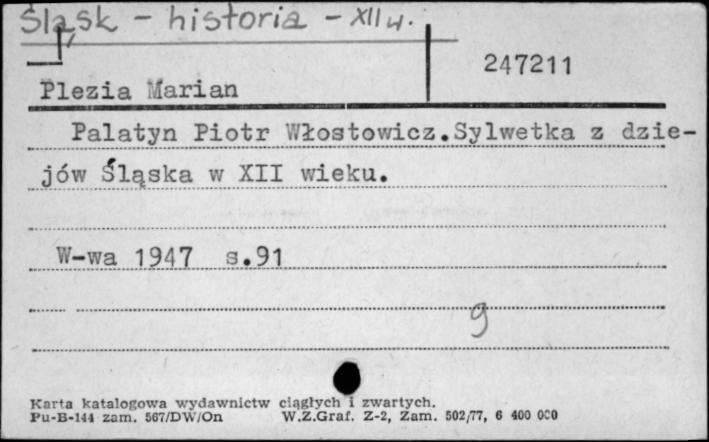 Śląsk - historia - XII w.
247211
Plezia Marian
Palatyn Piotr Włostowicz.Sylwetka z dzie-
jów Śląska w XII wieku.
W-wa 1947 s.91
g
Karta katalogowa wydawnictw ciągłych i zwartych.
Pu-B-144 zam. 567/DW/On W.Z.Graf. Z-2, Zam. 502/77, 6 400 000